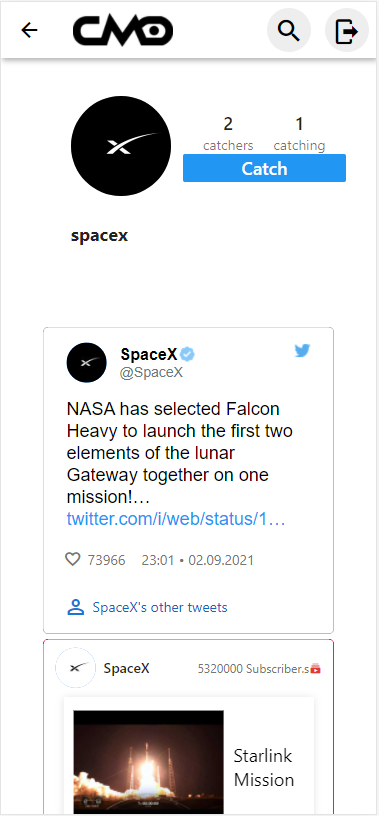 CMO
2 1
catchers catching
Catch
spacex
SpaceX
@SpaceX
NASA has selected Falcon
Heavy to launch the first two
elements of the lunar
Gateway together on one
mission!…
twitter.com/i/web/status/1…
73966 23:01 • 02.09.2021
SpaceX's other tweets
SpaceX 5320000 Subscriber.s
Starlink
Mission